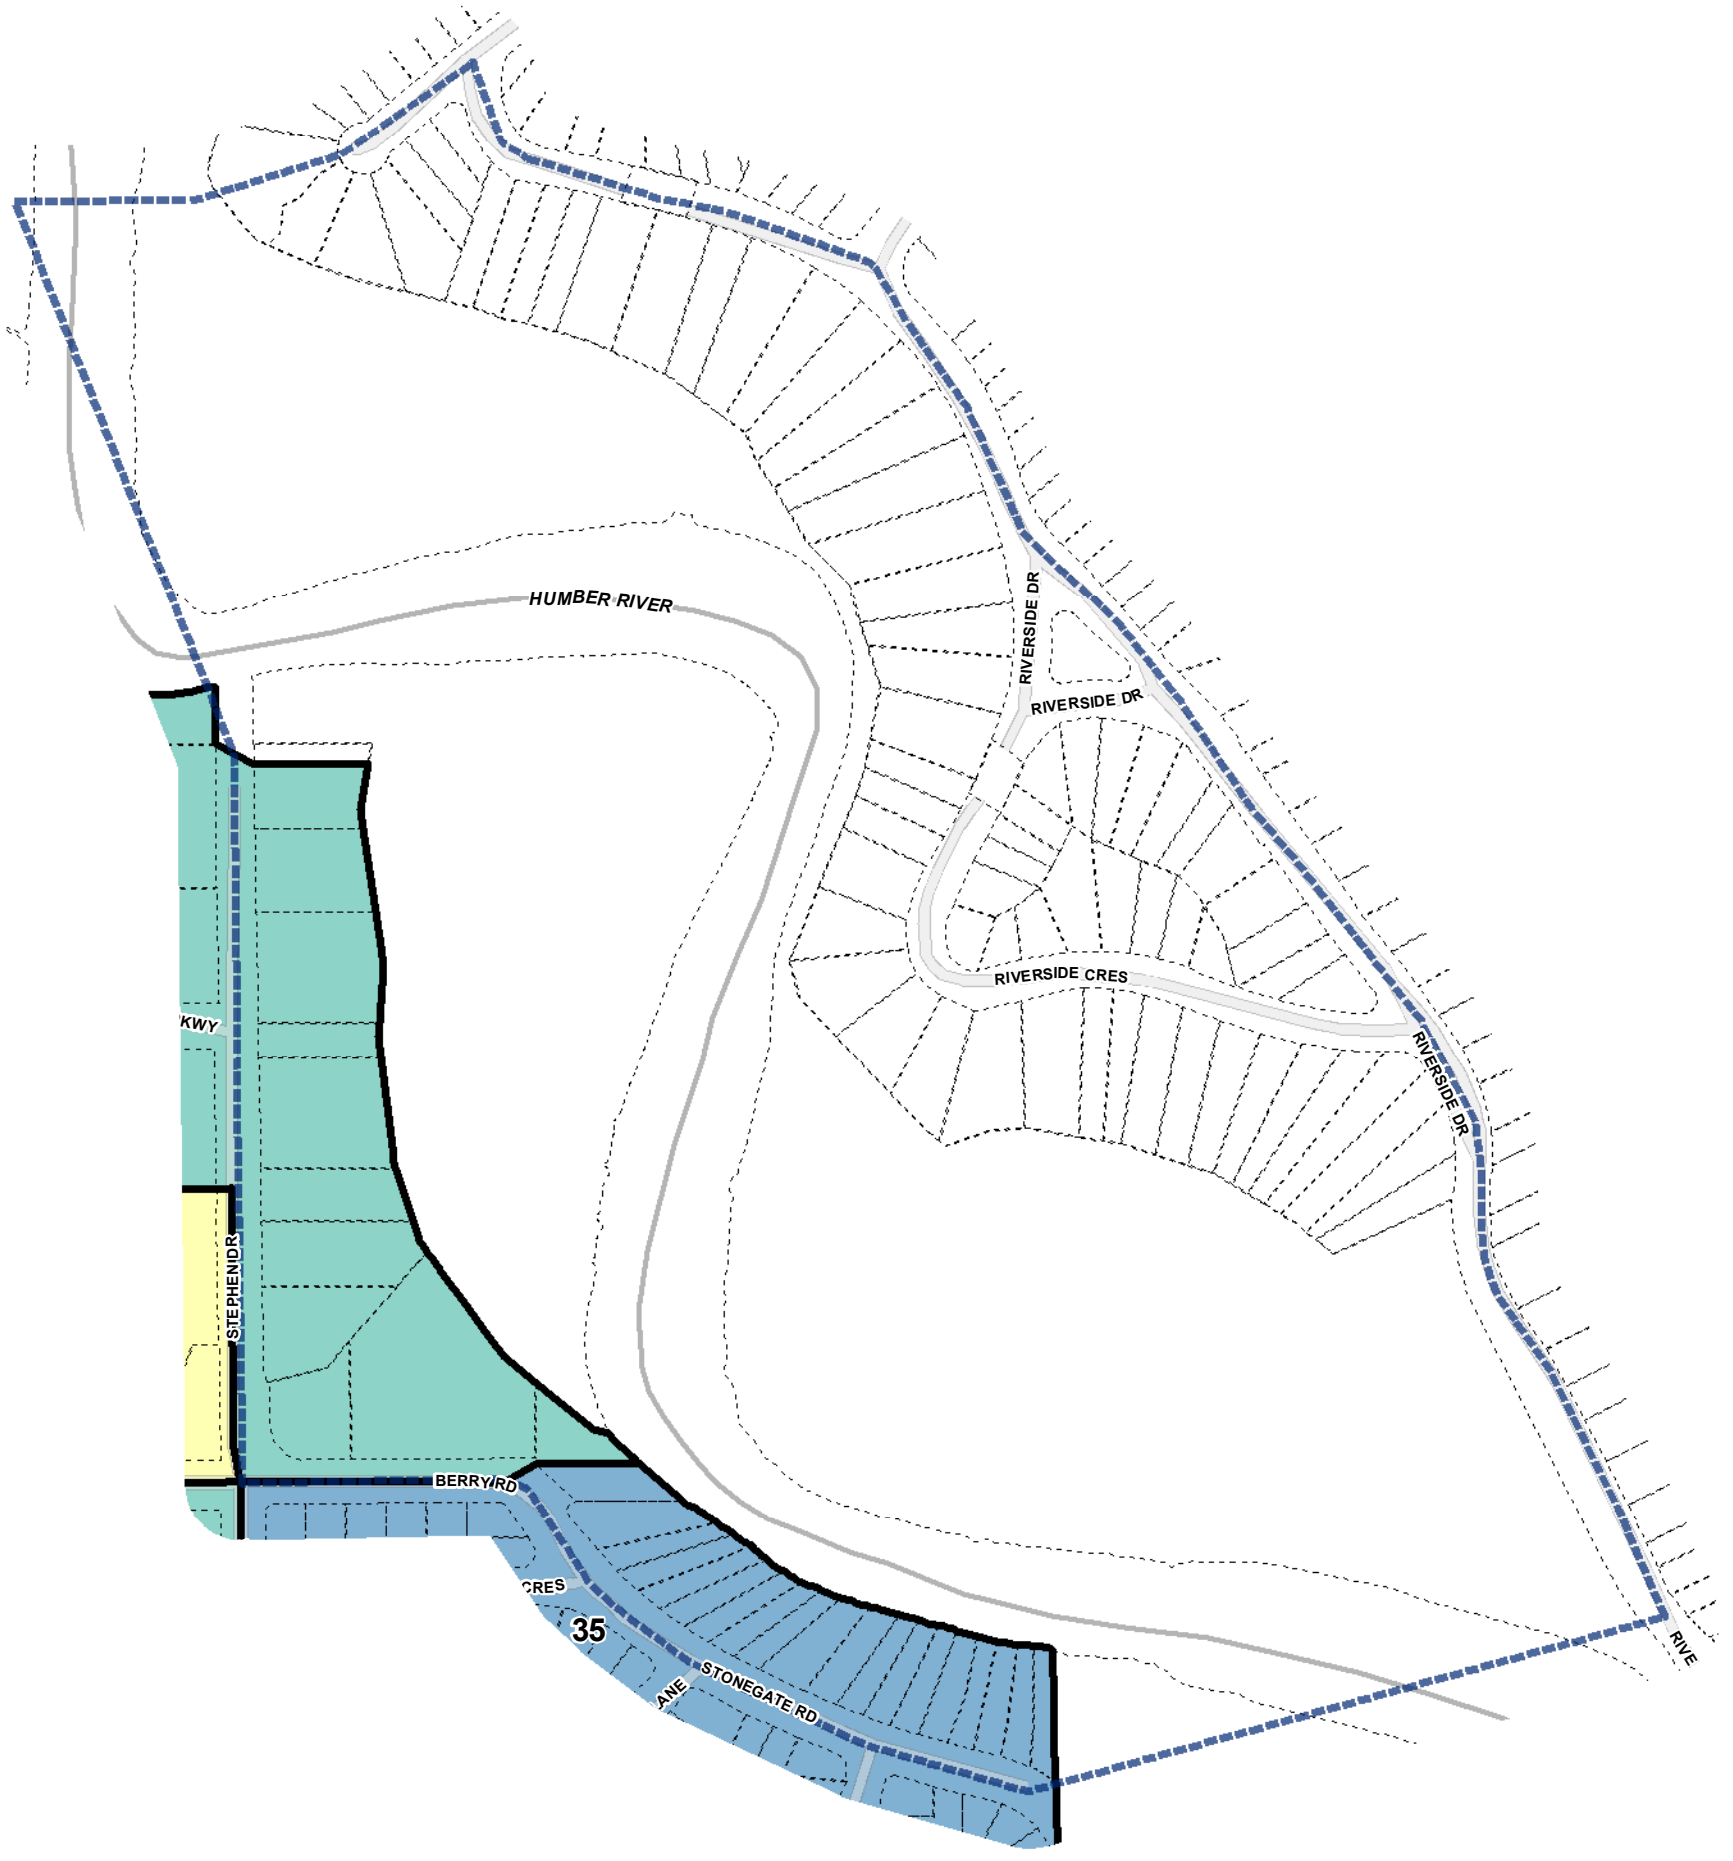 HUMBER RIVER
RIVERSIDE DR
RIVERSIDE DR
RIVERSIDE CRES
KWY
RIVERSIDE DR
STEPHEN DR
BERRY RD
CRES
35
STONEGATE RD
ANE
RIVE